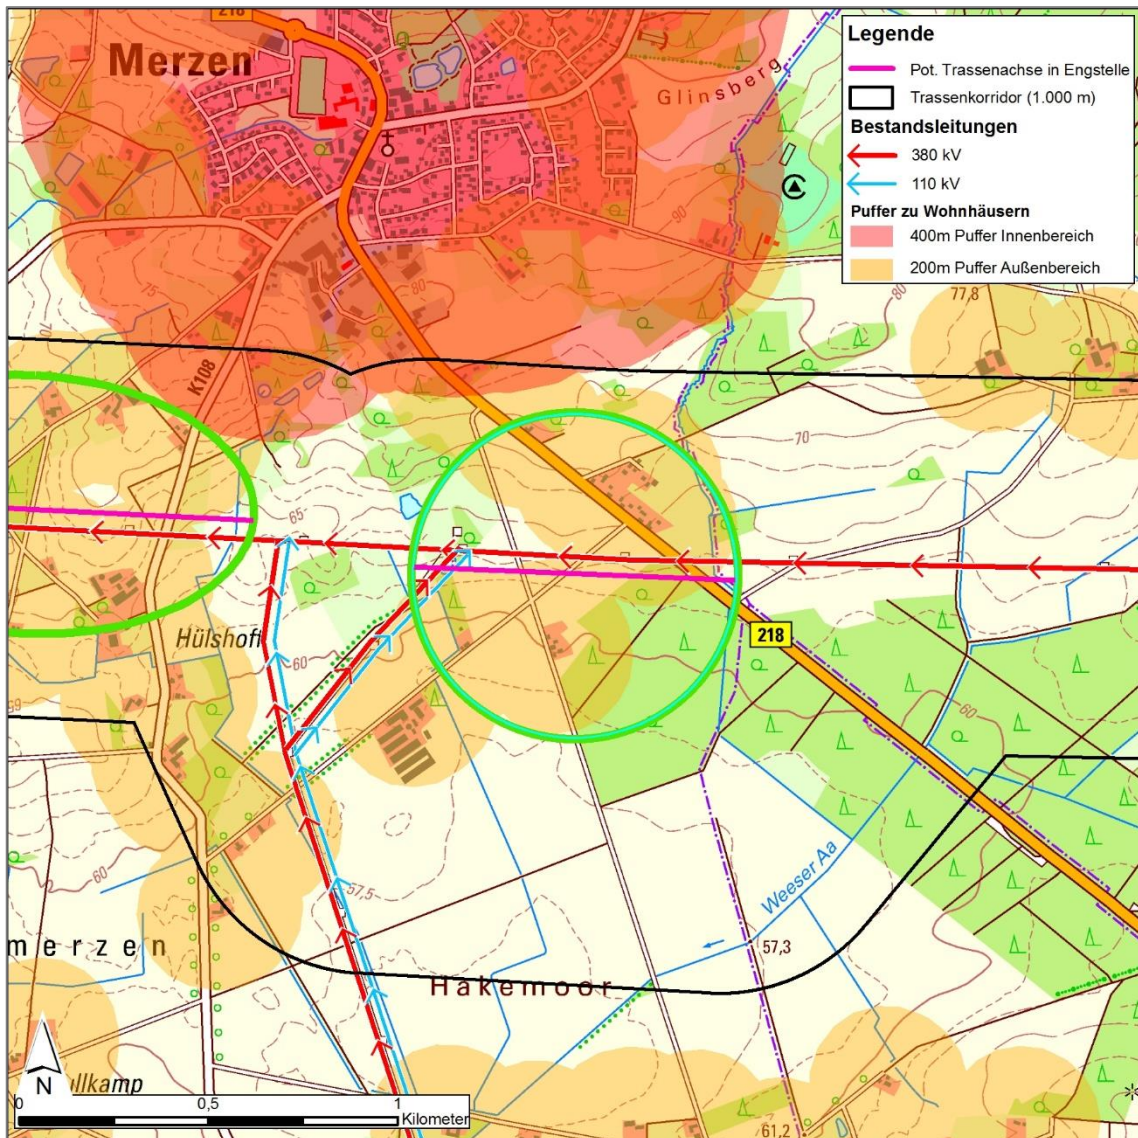 218
Merzen
Glinsberg
Legende
Pot. Trassenachse in Engstelle
Trassenkorridor (1.000 m)
Bestandsleitungen
380 kV
110 kV
Puffer zu Wohnhäusern
400m Puffer Innenbereich
200m Puffer Außenbereich
90
75
80
77,8
70
K108
70
65
60
Hülshoff
218
60
60
57,5
Weeser Aa
merzen
57,3
Hakemoor
N
ullkamp
0 0,5 1
Kilometer
61,2